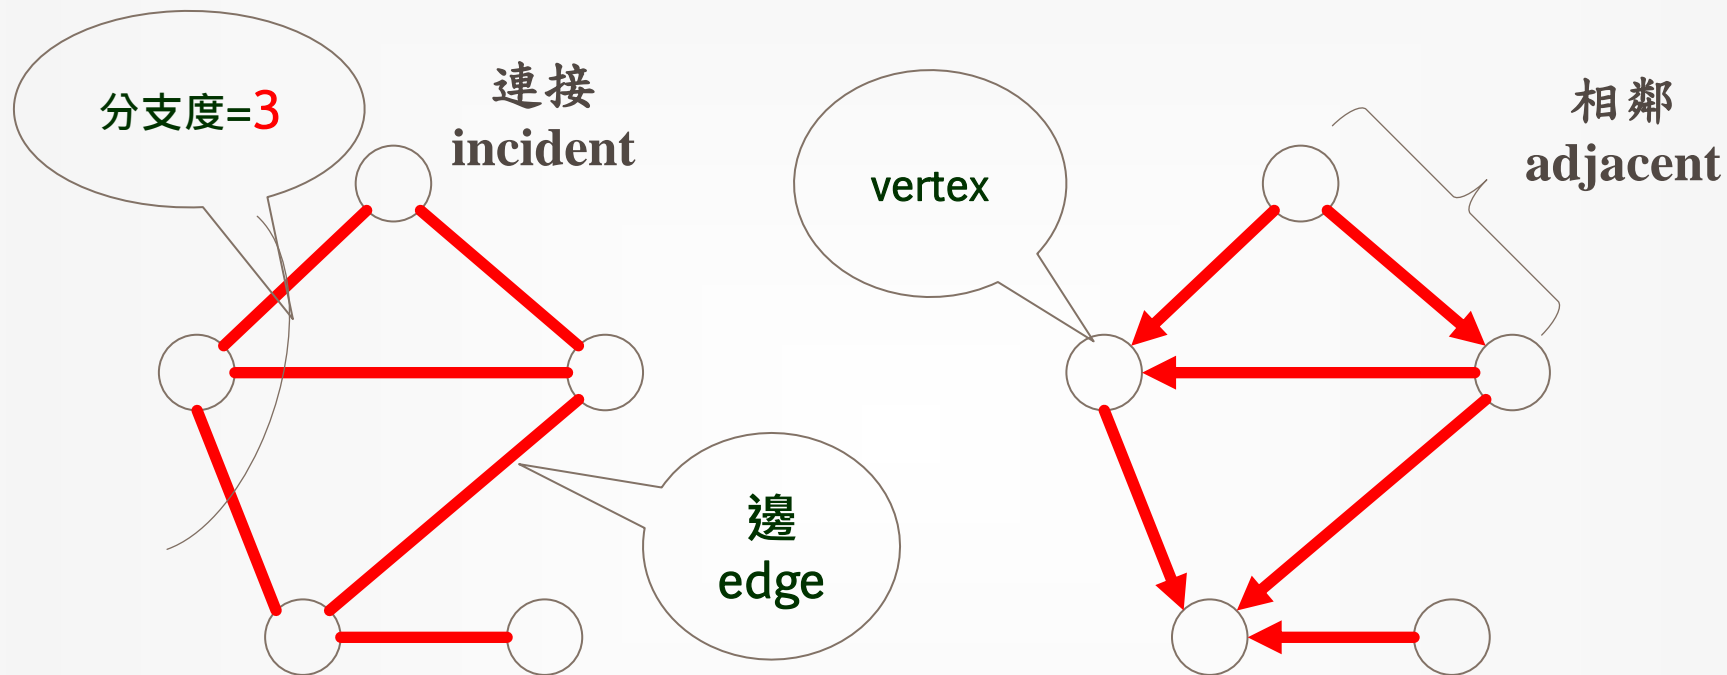 分支度=3
連接
incident
vertex
相鄰
adjacent
邊
edge